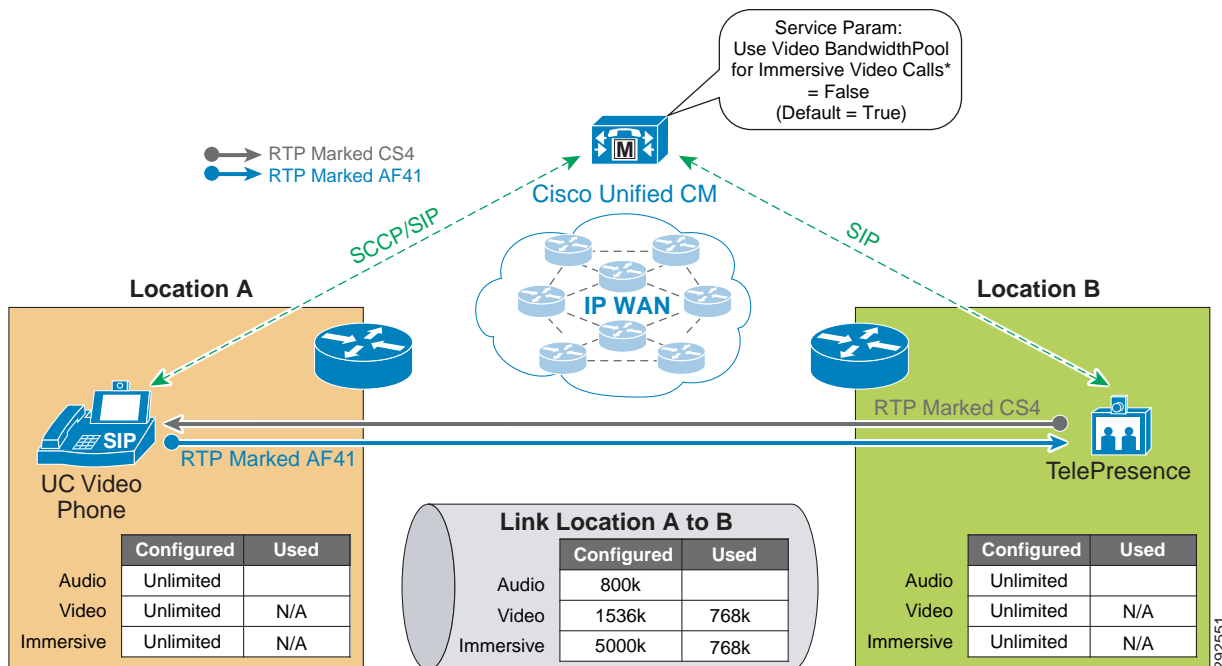 Service Param:
Use Video BandwidthPool
for Immersive Video Calls*
= False
(Default = True)
RTP Marked CS4
RTP Marked AF41
M
Cisco Unified CM
SCCP/SIP
SIP
IP WAN
Location A
Location B
RTP Marked CS4
SIP
RTP Marked AF41
UC Video
Phone
TelePresence
Configured Used
Audio Unlimited
Video Unlimited N/A
Immersive Unlimited N/A
Link Location A to B
Configured Used
Audio 800k
Video 1536k 768k
Immersive 5000k 768k
Configured Used
Audio Unlimited
Video Unlimited N/A
Immersive Unlimited N/A